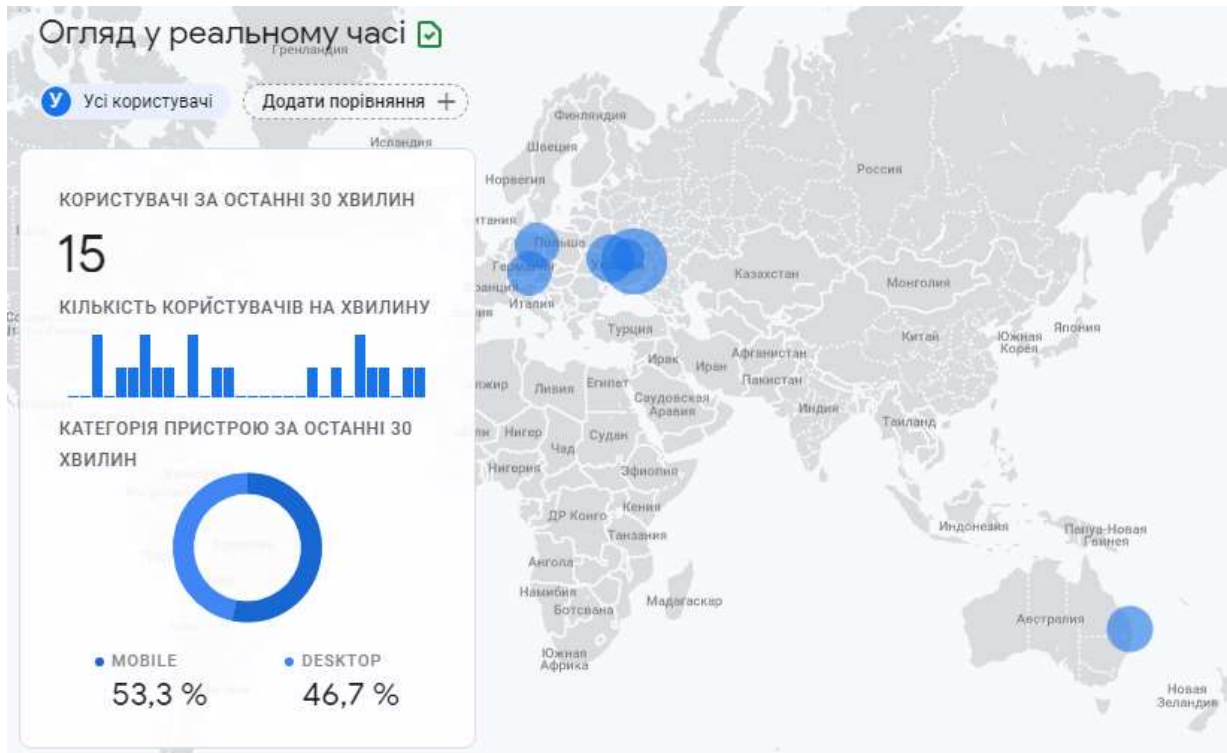 Огляд у реальному часі
Гренландия
У Усі користувачі Додати порівняння +
Финляндия
Исландия
Швеция
Россия
Норвегия
КОРИСТУВАЧІ ЗА ОСТАННІ 30 ХВИЛИН
15
Польша
Казахстан
Монголия
КІЛЬКІСТЬ КОРИСТУВАЧІВ НА ХВИЛИНУ
Италия
Турция
Китай
Южная
Корея
Япония
Ирак
Иран
Афганистан
Пакистан
Ливия
Египет
Саудовская
Аравия
Индия
Таиланд
КАТЕГОРІЯ ПРИСТРОЮ ЗА ОСТАННІ 30
ХВИЛИН
Нигер
Чад
Судан
Нигерия
Эфиопия
ДР Конго
Кения
Танзания
Индонезия
Папуа-Новая
Гвинея
Ангола
Намибия
Ботсвана
Мадагаскар
Австралия
Южная
Африка
MOBILE DESKTOP
53,3 % 46,7 %
Новая
Зеландия